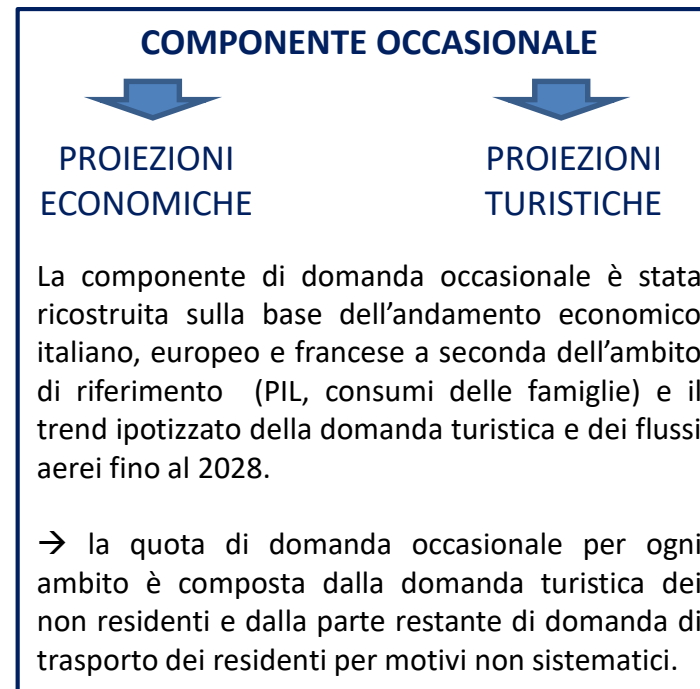 COMPONENTE OCCASIONALE
PROIEZIONI
ECONOMICHE
PROIEZIONI
TURISTICHE
La componente di domanda occasionale è stata
ricostruita sulla base dell’andamento economico
italiano, europeo e francese a seconda dell’ambito
di riferimento (PIL, consumi delle famiglie) e il
trend ipotizzato della domanda turistica e dei flussi
aerei fino al 2028.
→ la quota di domanda occasionale per ogni
ambito è composta dalla domanda turistica dei
non residenti e dalla parte restante di domanda di
trasporto dei residenti per motivi non sistematici.